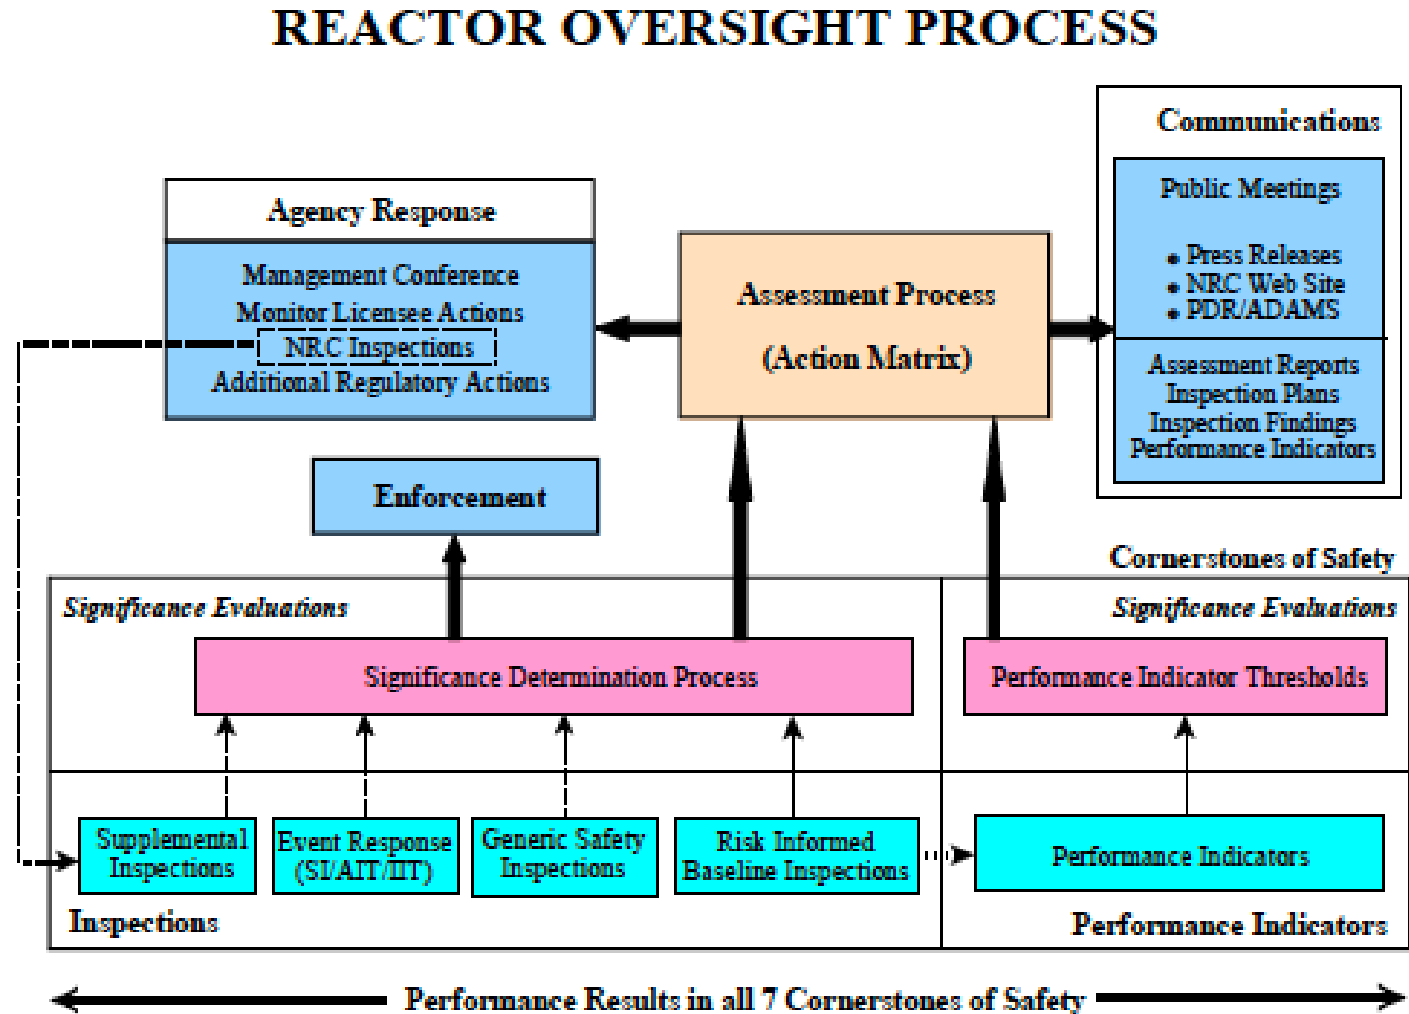 REACTOR OVERSIGHT PROCESS
Communications
Public Meetings
• Press Releases
• NRC Web Site
• PDR/ADAMS
Assessment Reports
Inspection Plans
Inspection Findings
Performance Indicators
Agency Response
Management Conference
Monitor Licensee Actions
NRC Inspections
Additional Regulatory Actions
Assessment Process
(Action Matrix)
Enforcement
Cornerstones of Safety
Significance Evaluations
Significance Evaluations
Significance Determination Process
Performance Indicator Thresholds
Supplemental
Inspections
Event Response
(SI/AIT/IIT)
Generic Safety
Inspections
Risk Informed
Baseline Inspections
Performance Indicators
Inspections
Performance Indicators
Performance Results in all 7 Cornerstones of Safety